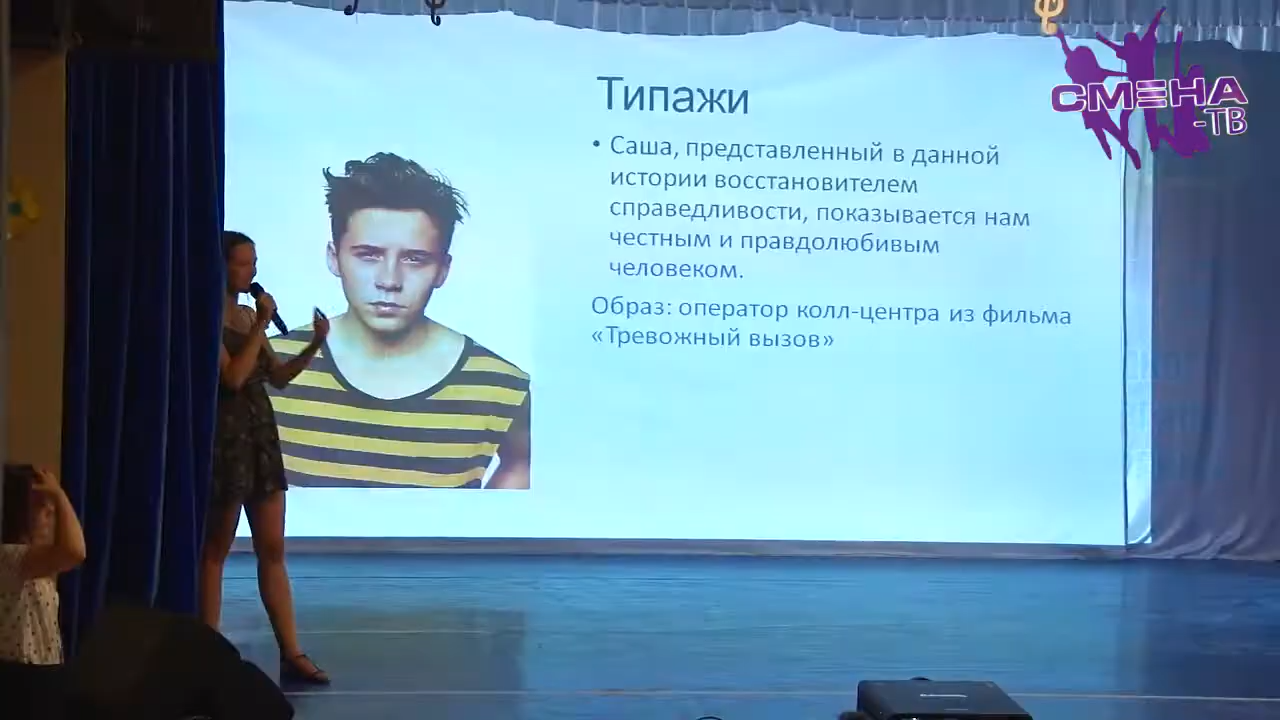 Типажи
• Саша, представленный в данной
истории восстановителем
справедливости, показывается нам
честным и правдолюбивым
человеком.
Образ: оператор колл-центра из фильма
«Тревожный вызов»
СМЕНА
-ТВ